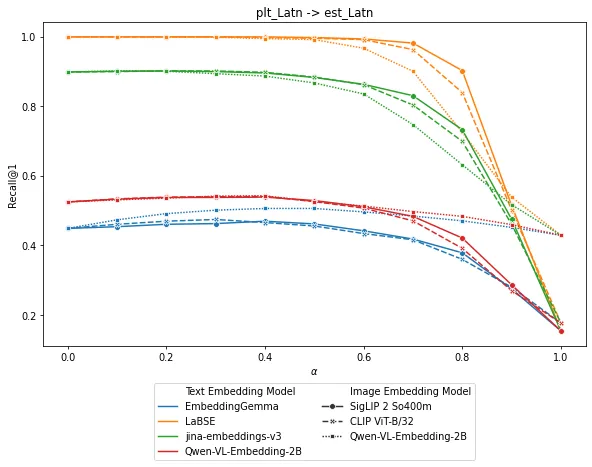 plt_Latn -> est_Latn
Recall@1
1.0
0.8
0.6
0.4
0.2
0.0 0.2 0.4 0.6 0.8 1.0
α
Text Embedding Model
EmbeddingGemma
LaBSE
jina-embeddings-v3
Qwen-VL-Embedding-2B
Image Embedding Model
SigLIP 2 So400m
CLIP ViT-B/32
Qwen-VL-Embedding-2B